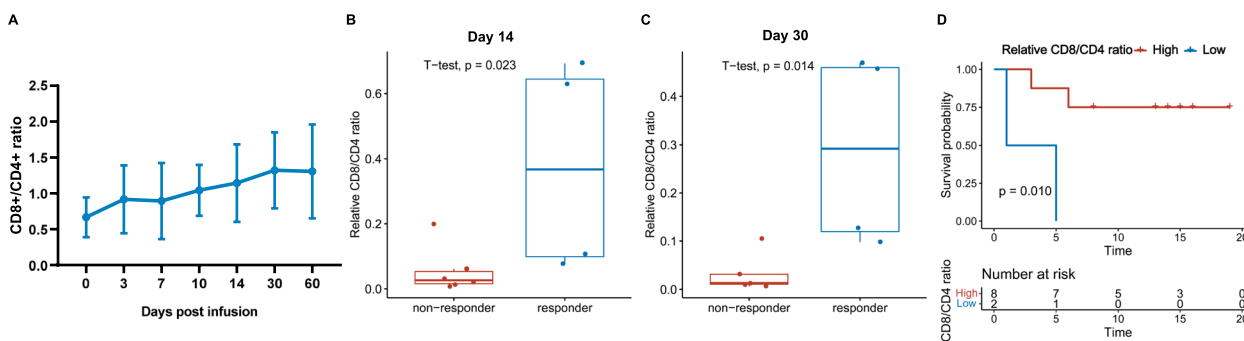 A
CD8+/CD4+ ratio
2.5
2.0
1.5
1.0
0.5
0.0
0 3 7 10 14 30 60
Days post infusion
B
Day 14
T−test, p = 0.023
Relative CD8/CD4 ratio
0.6
0.4
0.2
0.0
non−responder responder
C
Day 30
T−test, p = 0.014
Relative CD8/CD4 ratio
0.4
0.3
0.2
0.1
0.0
non−responder responder
D
Relative CD8/CD4 ratio High Low
Survival probability
1.00
0.75
0.50
0.25
0.00
p = 0.010
0 5 10 15 20
Time
Number at risk
CD8/CD4 ratio
High 8 7 5 3 0
Low 2 1 0 0 0
0 5 10 15 20
Time